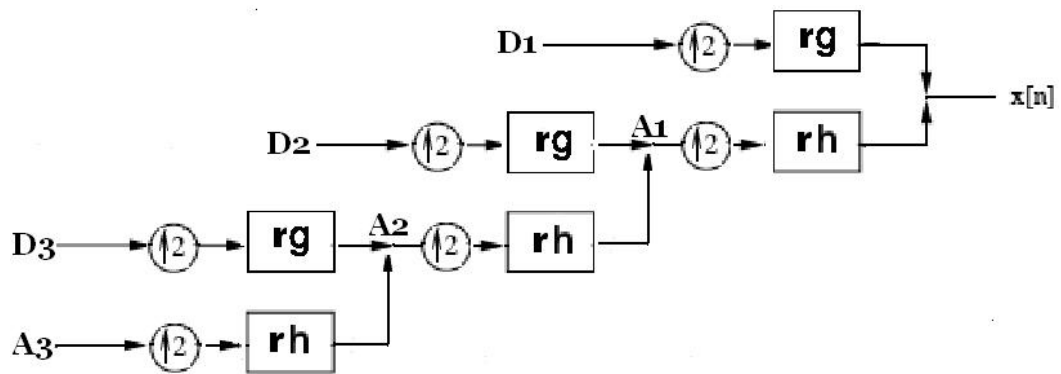 D1 ↑2 rg
x[n]
D2 ↑2 rg A1 ↑2 rh
D3 ↑2 rg A2 ↑2 rh
A3 ↑2 rh